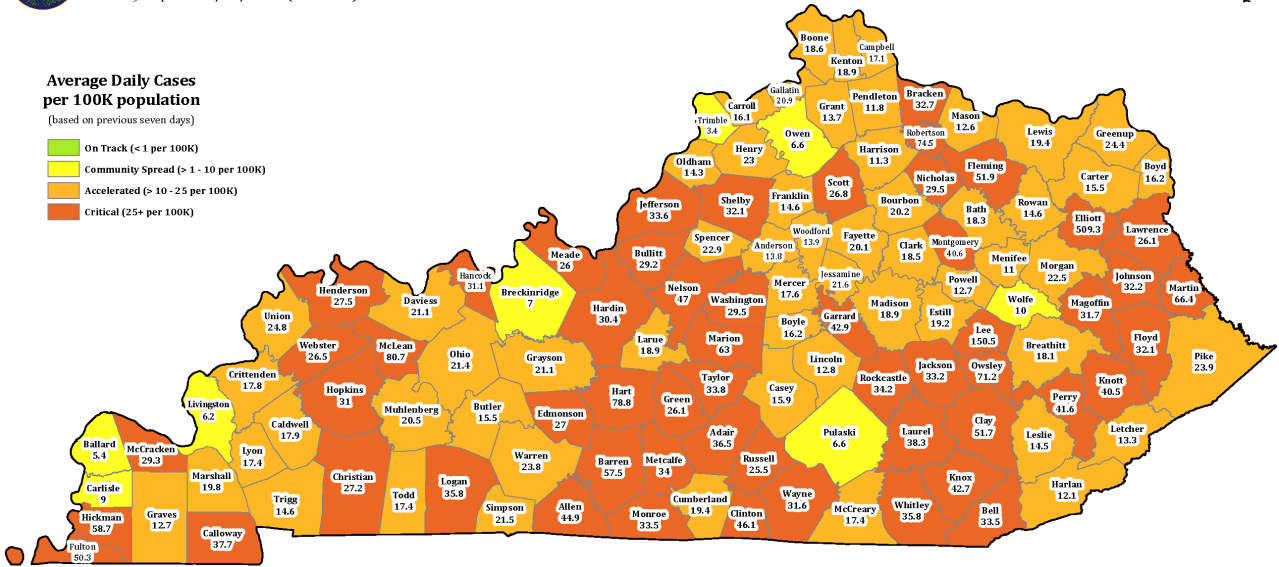 Average Daily Cases
per 100K population
(based on previous seven days)
On Track (< 1 per 100K)
Community Spread (> 1 - 10 per 100K)
Accelerated (> 10 - 25 per 100K)
Critical (25+ per 100K)
Boone
18.6
Kenton
18.9
Campbell
17.1
Gallatin
20.9
Carroll
16.1
Trimble
3.4
Grant
13.7
Pendleton
11.8
Bracken
32.7
Mason
12.6
Robertson
74.5
Lewis
19.4
Greenup
24.4
Boyd
16.2
Owen
6.6
Henry
23
Oldham
14.3
Harrison
11.3
Nicholas
29.5
Fleming
51.9
Carter
15.5
Rowan
14.6
Elliott
509.3
Lawrence
26.1
Jefferson
33.6
Shelby
32.1
Franklin
14.6
Scott
26.8
Bourbon
20.2
Bath
18.3
Spencer
22.9
Anderson
13.8
Woodford
13.9
Fayette
20.1
Clark
18.5
Montgomery
40.6
Menifee
11
Morgan
22.5
Johnson
32.2
Martin
66.4
Bullitt
29.2
Meade
26
Hancock
31.1
Breckinridge
7
Nelson
47
Washington
29.5
Mercer
17.6
Jessamine
21.6
Madison
18.9
Powell
12.7
Estill
19.2
Wolfe
10
Magoffin
31.7
Henderson
27.5
Daviess
21.1
Union
24.8
Hardin
30.4
Larue
18.9
Marion
63
Boyle
16.2
Garrard
42.9
Lee
150.5
Breathitt
18.1
Floyd
32.1
Pike
23.9
Webster
26.5
McLean
80.7
Ohio
21.4
Grayson
21.1
Lincoln
12.8
Rockcastle
34.2
Jackson
33.2
Owsley
71.2
Knott
40.5
Perry
41.6
Crittenden
17.8
Hopkins
31
Muhlenberg
20.5
Butler
15.5
Edmonson
27
Hart
78.8
Green
26.1
Taylor
33.8
Casey
15.9
Pulaski
6.6
Laurel
38.3
Clay
51.7
Leslie
14.5
Letcher
13.3
Livingston
6.2
Caldwell
17.9
Lyon
17.4
Ballard
5.4
McCracken
29.3
Warren
23.8
Barren
57.5
Metcalfe
34
Adair
36.5
Russell
25.5
Knox
42.7
Harlan
12.1
Carlisle
9
Marshall
19.8
Christian
27.2
Todd
17.4
Logan
35.8
Simpson
21.5
Allen
44.9
Monroe
33.5
Cumberland
19.4
Clinton
46.1
Wayne
31.6
McCreary
17.4
Whitley
35.8
Bell
33.5
Hickman
58.7
Graves
12.7
Trigg
14.6
Calloway
37.7
Fulton
50.3